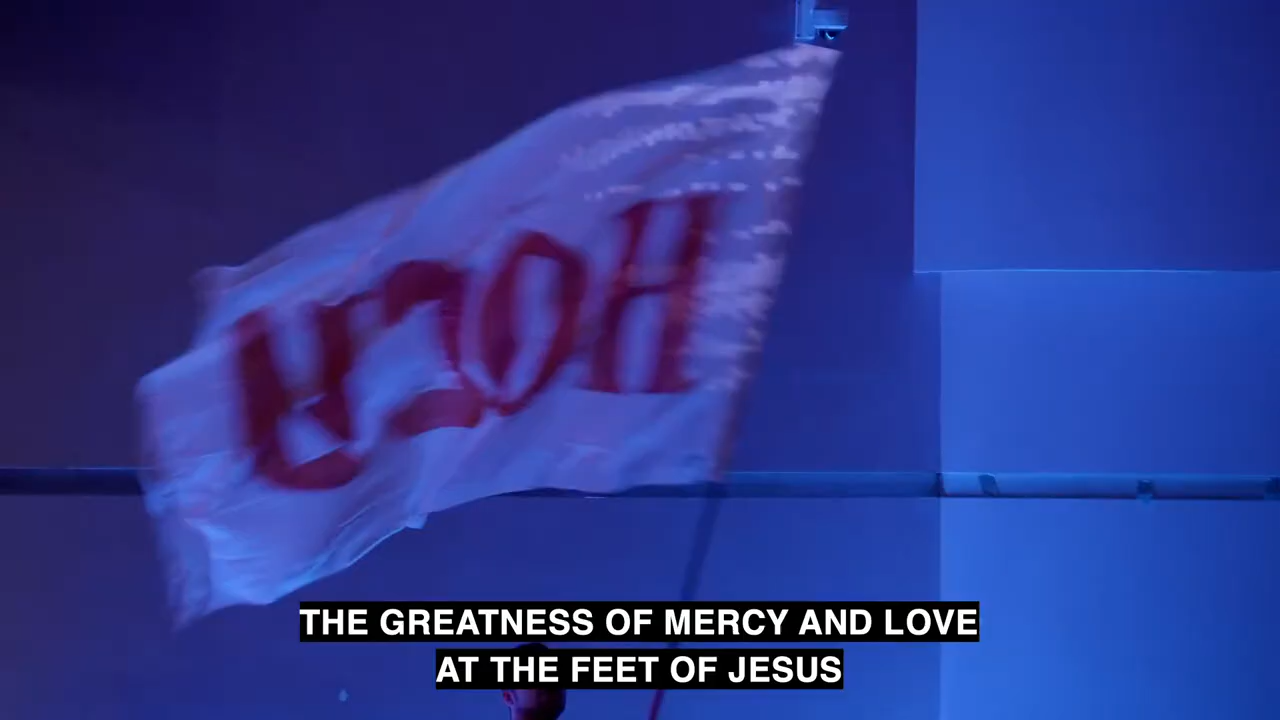 THE GREATNESS OF MERCY AND LOVE
AT THE FEET OF JESUS